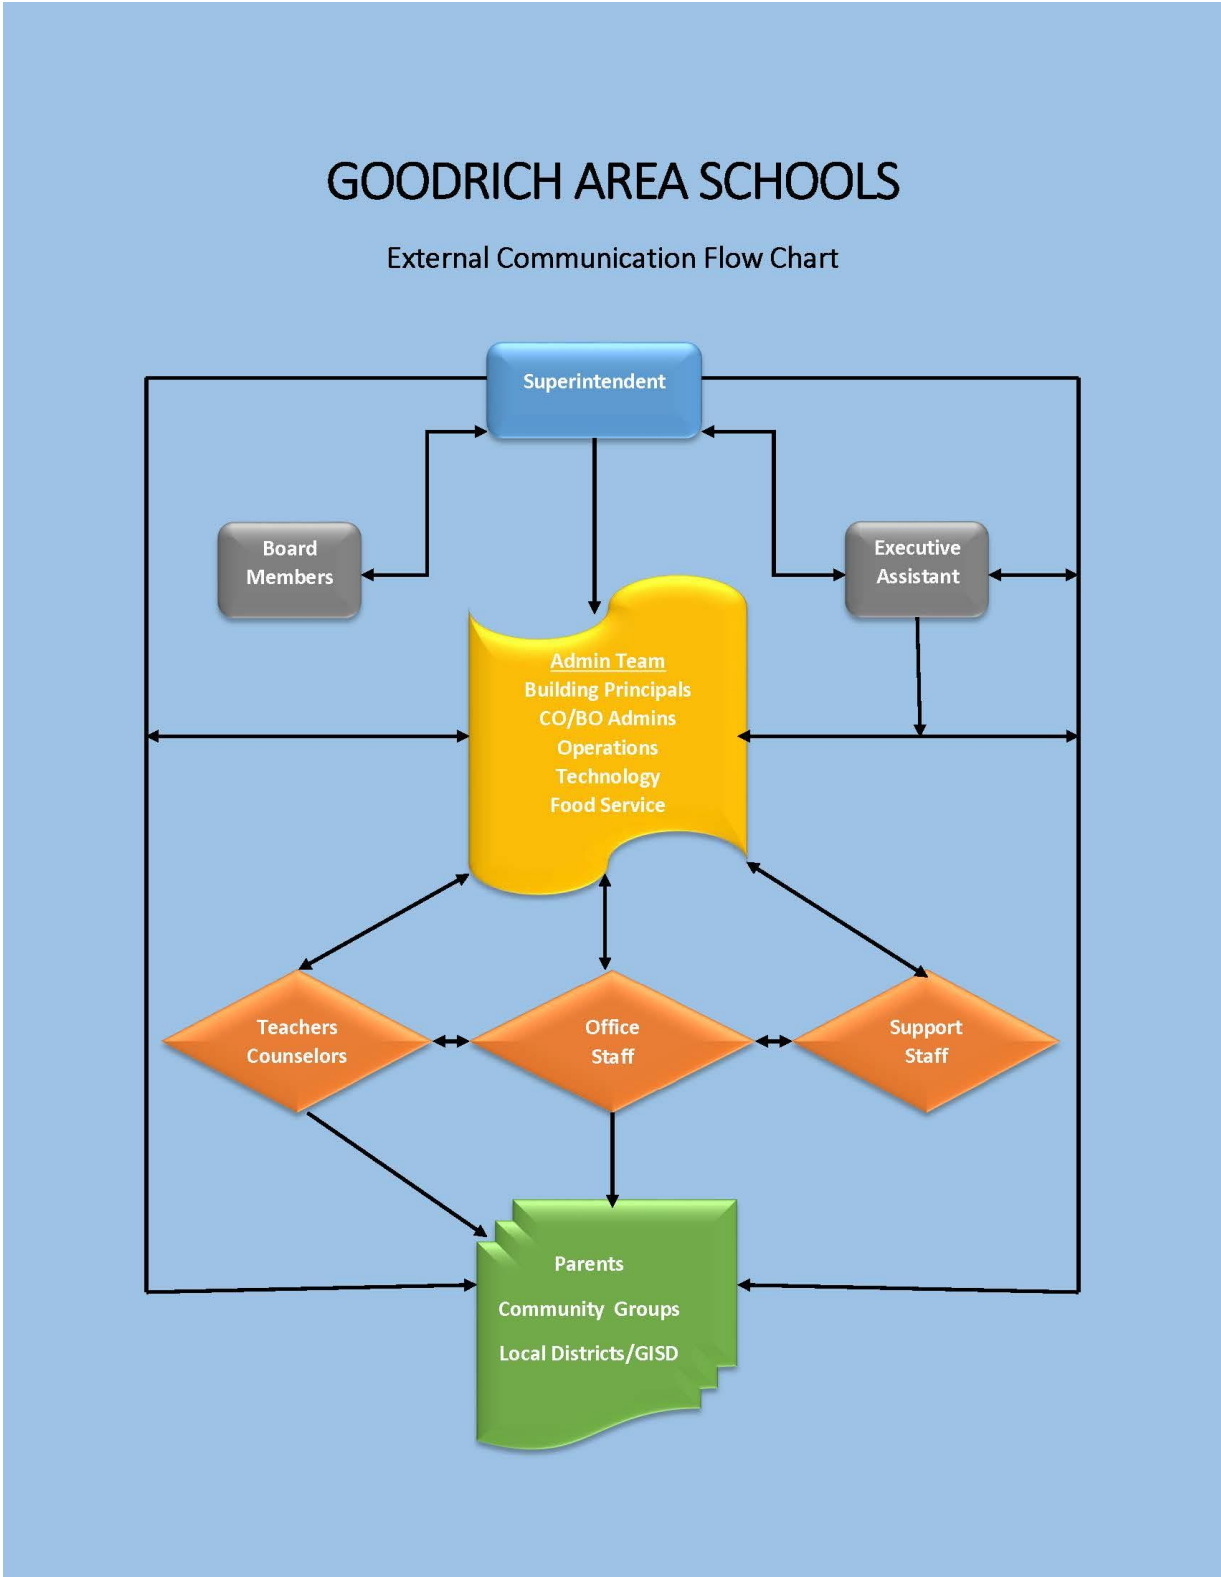 GOODRICH AREA SCHOOLS
External Communication Flow Chart
Superintendent
Board
Members
Executive
Assistant
Admin Team
Building Principals
CO/BO Admins
Operations
Technology
Food Service
Teachers
Counselors
Office
Staff
Support
Staff
Parents
Community Groups
Local Districts/GISD